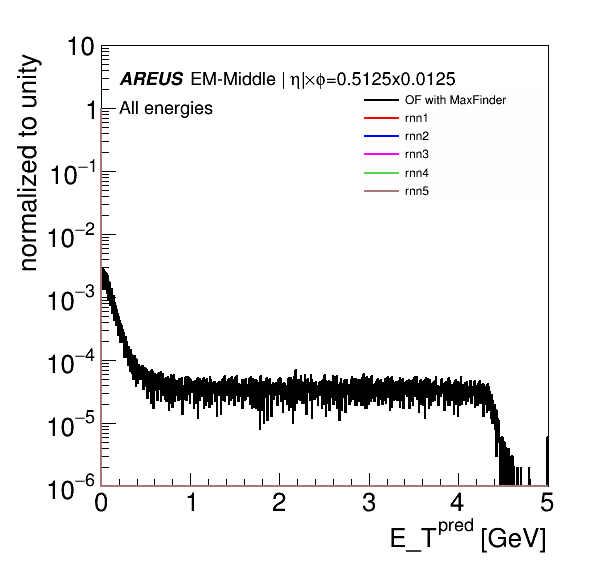 normalized to unity
10
1
10⁻¹
10⁻²
10⁻³
10⁻⁴
10⁻⁵
10⁻⁶
AREUS EM-Middle | η|×ϕ=0.5125x0.0125
All energies
OF with MaxFinder
rnn1
rnn2
rnn3
rnn4
rnn5
0 1 2 3 4 5
E_T^pred [GeV]